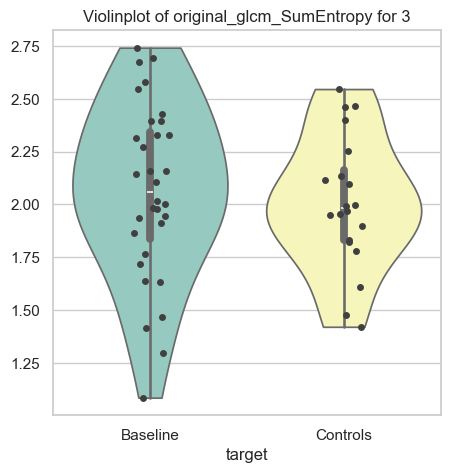 Violinplot of original_glcm_SumEntropy for 3
2.75
2.50
2.25
2.00
1.75
1.50
1.25
Baseline
Controls
target